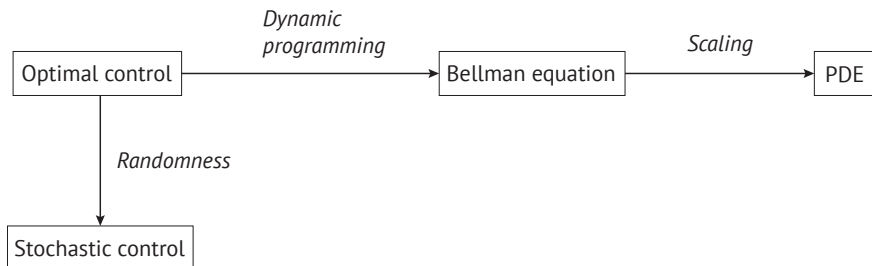 Dynamic
programming
Scaling
Optimal control
Bellman equation
PDE
Randomness
Stochastic control